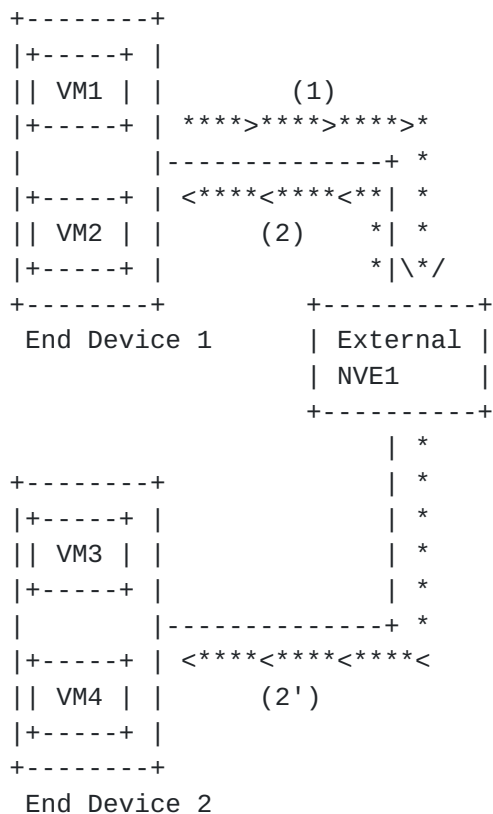 +--------+
|+-----+ |
|| VM1 | |        (1)
|+-----+ | ****>****>****>*
|        |--------------+ *
|+-----+ | <****<****<**| *
|| VM2 | |      (2)    *| *
|+-----+ |             *|\*/
+--------+         +----------+
 End Device 1      | External |
                   | NVE1     |
                   +----------+
                        | *
+--------+              | *
|+-----+ |              | *
|| VM3 | |              | *
|+-----+ |              | *
|        |--------------+ *
|+-----+ | <****<****<****<
|| VM4 | |      (2')
|+-----+ |
+--------+
 End Device 2